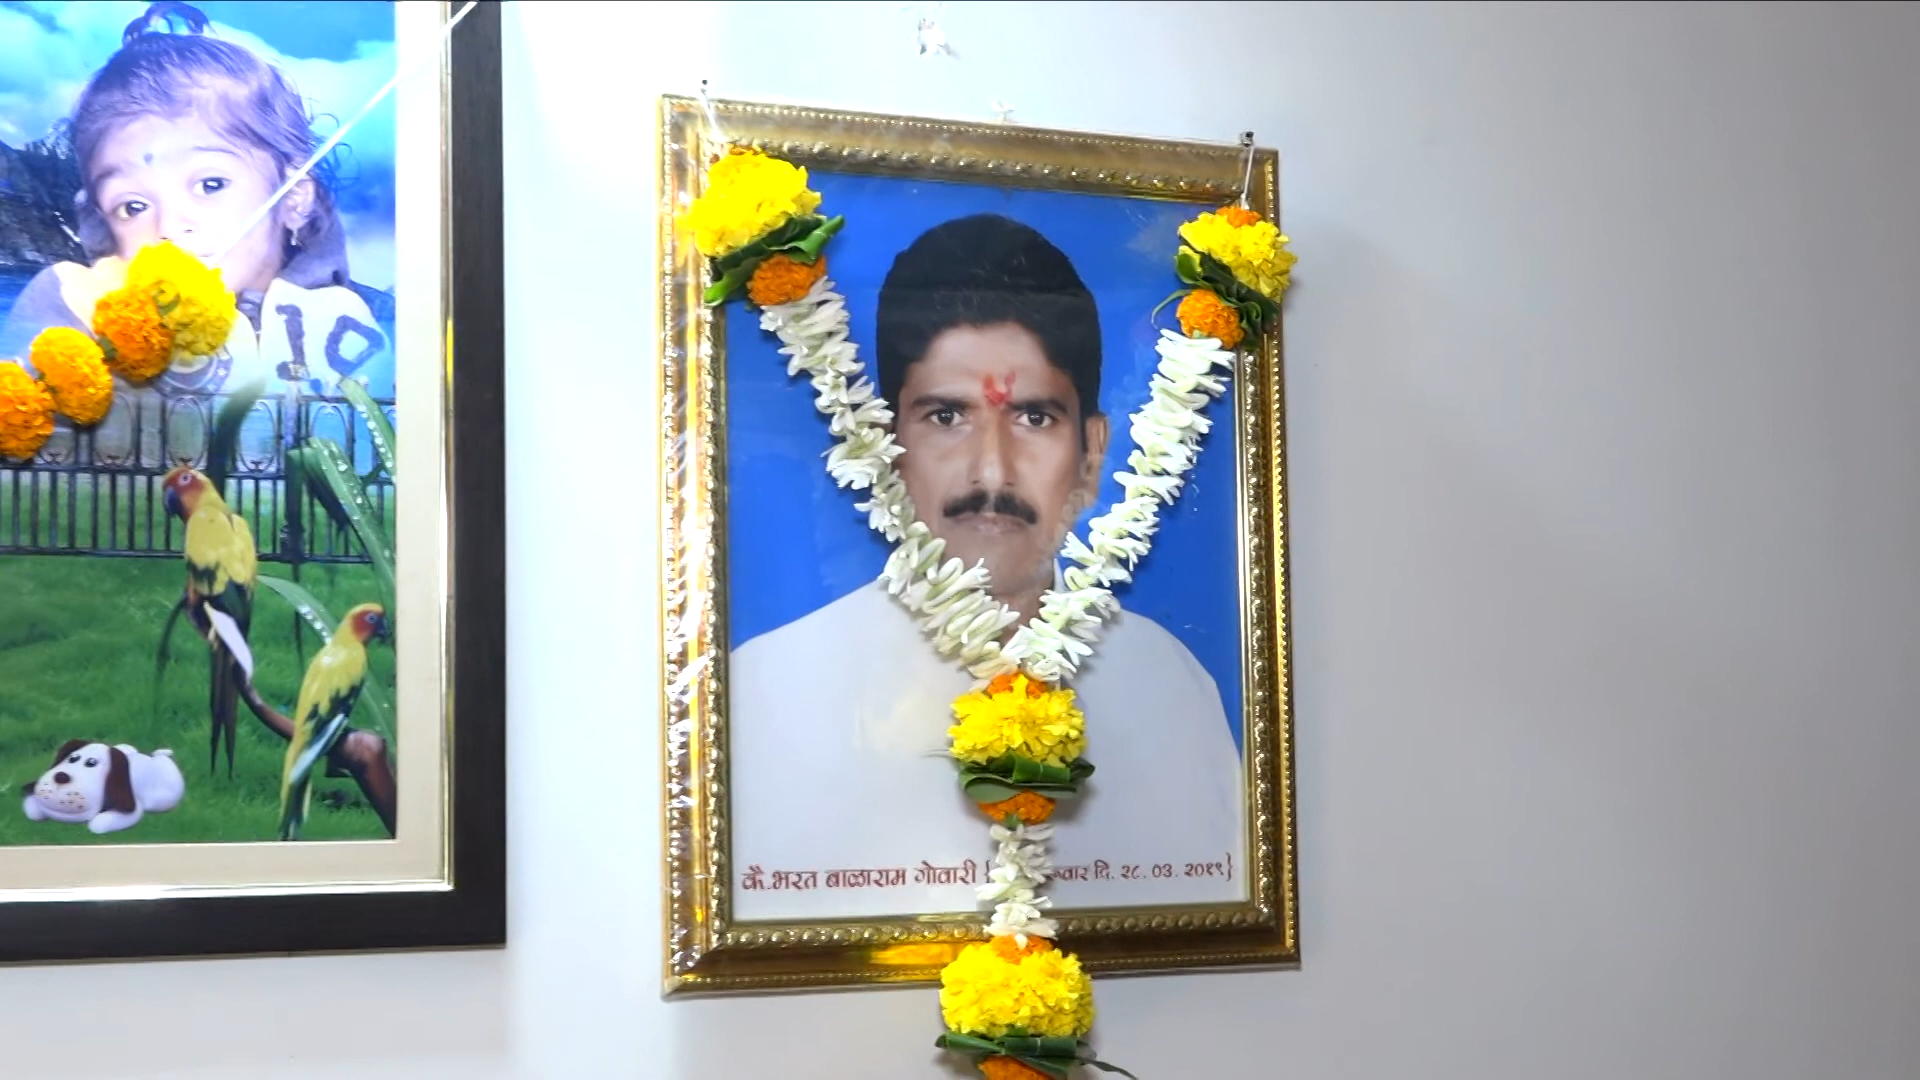 10
कै.भरत बाळाराम गोवारी { वार दि. २८. ०३. २०१९}